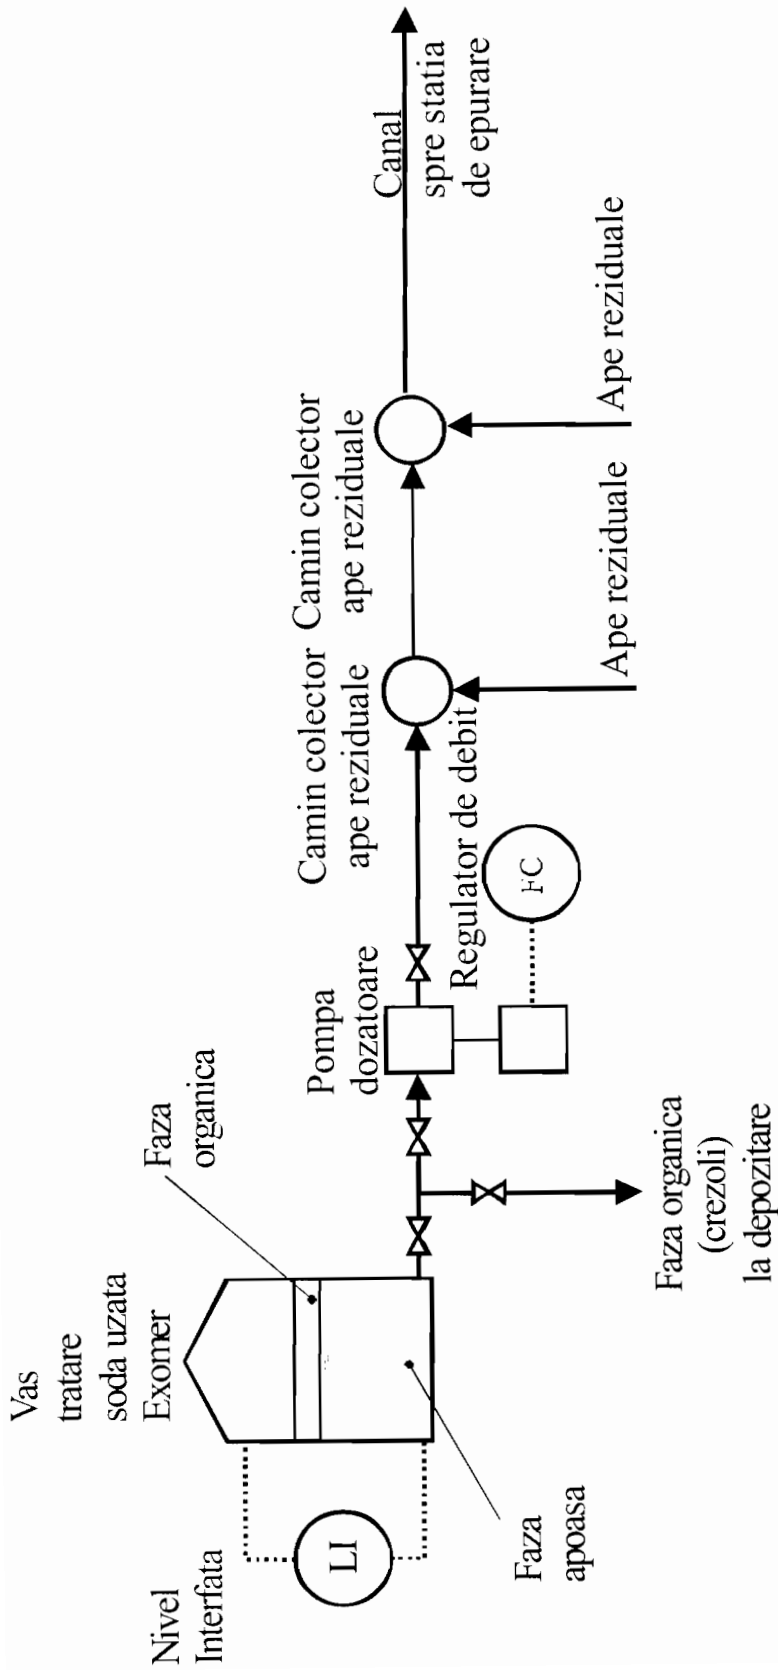 Nivel
Interfata
LI
Vas
tratare
soda uzata
Exomer
Faza
apoasa
Faza
organica
Faza organica
(crezoli)
la depozitare
Pompa
dozatoare
Regulator de debit
FC
Camin colector
ape reziduale
Ape reziduale
Camin colector
ape reziduale
Ape reziduale
Canal
spre statia
de epurare